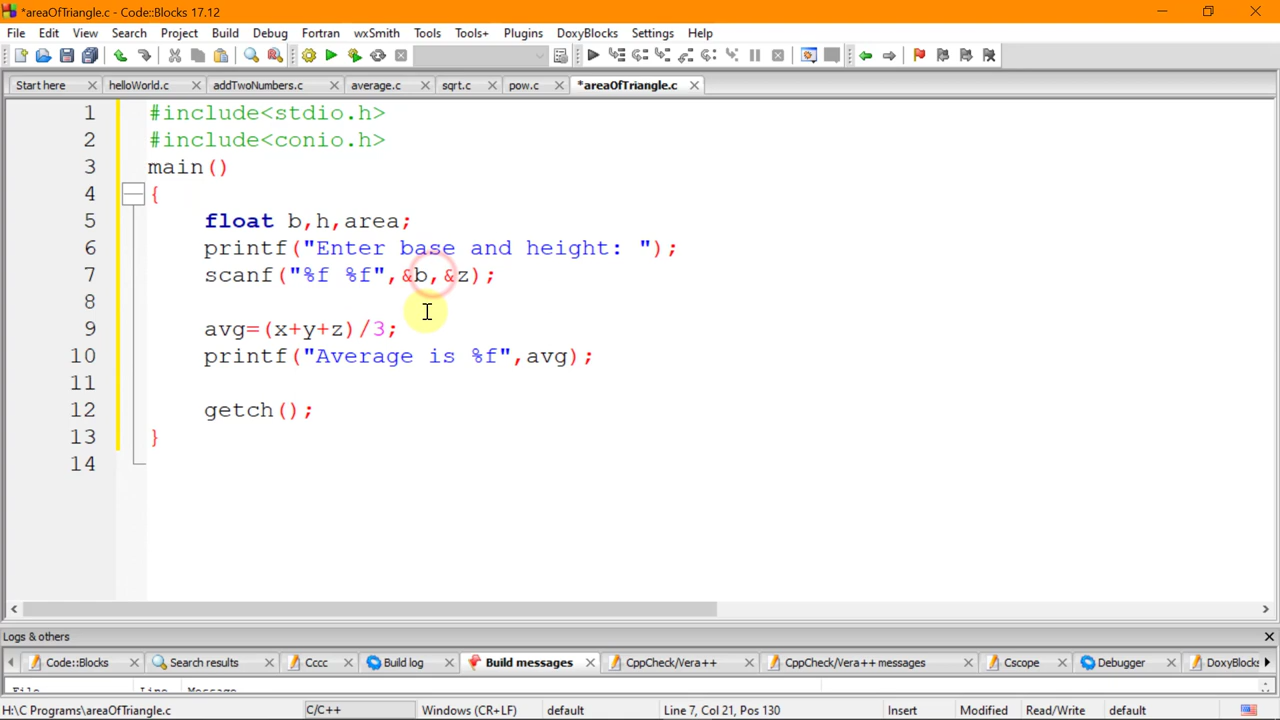 *areaOfTriangle.c - Code::Blocks 17.12
File Edit View Search Project Build Debug Fortran wxSmith Tools Tools+ Plugins DoxyBlocks Settings Help
Start here helloWorld.c addTwoNumbers.c average.c sqrt.c pow.c *areaOfTriangle.c
1 #include<stdio.h>
2 #include<conio.h>
3 main()
4 {
5 float b,h,area;
6 printf("Enter base and height: ");
7 scanf("%f %f",&b,&z);
8
9 avg=(x+y+z)/3;
10 printf("Average is %f",avg);
11
12 getch();
13 }
14
Logs & others
Code::Blocks Search results Cccc Build log Build messages CppCheck/Vera++ CppCheck/Vera++ messages Cscope Debugger DoxyBlocks
File Line Message
H:\C Programs\areaOfTriangle.c C/C++ Windows (CR+LF) default Line 7, Col 21, Pos 130 Insert Modified Read/Write default